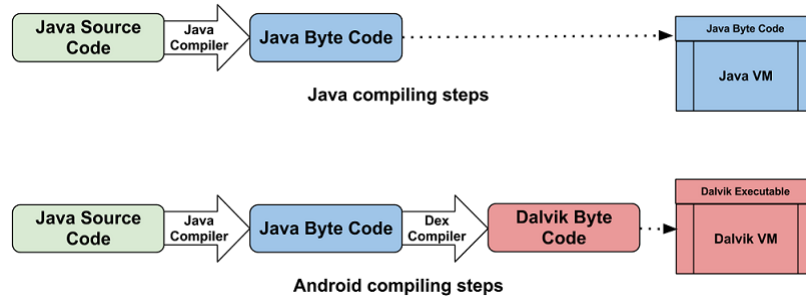 Java Source
Code
Java
Compiler
Java Byte Code
Java Byte Code
Java VM
Java compiling steps
Java Source
Code
Java
Compiler
Java Byte Code
Dex
Compiler
Dalvik Byte
Code
Dalvik Executable
Dalvik VM
Android compiling steps